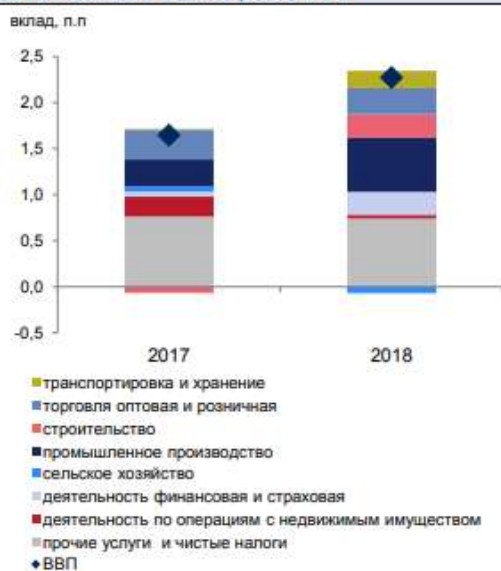 вклад, п.п
2,5
2,0
1,5
1,0
0,5
0,0
-0,5
2017
2018
транспортировка и хранение
торговля оптовая и розничная
строительство
промышленное производство
сельское хозяйство
деятельность финансовая и страховая
деятельность по операциям с недвижимым имуществом
прочие услуги и чистые налоги
ВВП